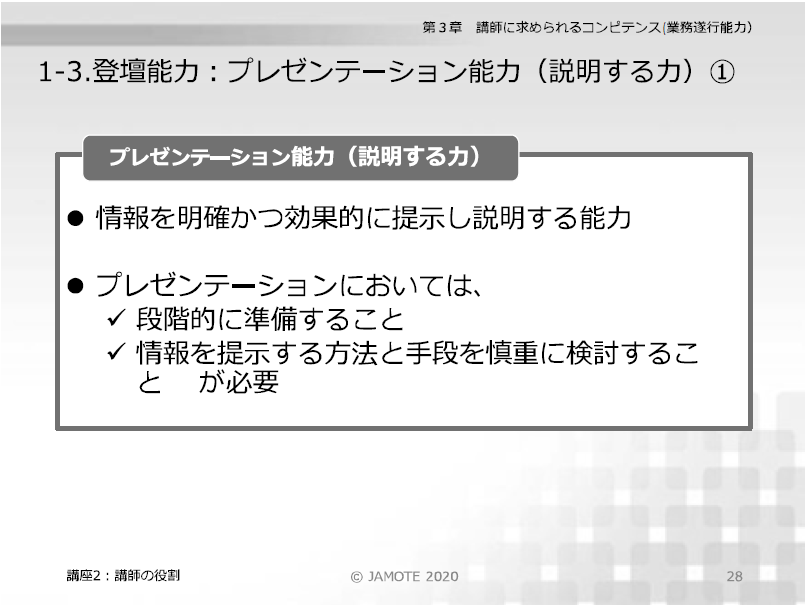 第３章　講師に求められるコンピテンス(業務遂行能力）
1-3.登壇能力：プレゼンテーション能力（説明する力）①
プレゼンテーション能力（説明する力）
● 情報を明確かつ効果的に提示し説明する能力
● プレゼンテーションにおいては、
✓ 段階的に準備すること
✓ 情報を提示する方法と手段を慎重に検討するこ
と　が必要
講座2：講師の役割
© JAMOTE 2020
28